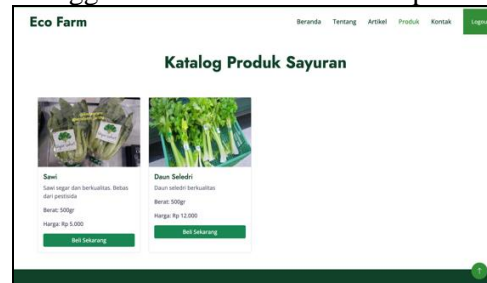 Eco Farm
Beranda Tentang Artikel Produk Kontak Logout
Katalog Produk Sayuran
Sawi
Sawi segar dan berkualitas. Bebas
dari pestisida
Berat: 500gr
Harga: Rp 5.000
Beli Sekarang
Daun Seledri
Daun seledri berkualitas
Berat: 500gr
Harga: Rp 12.000
Beli Sekarang